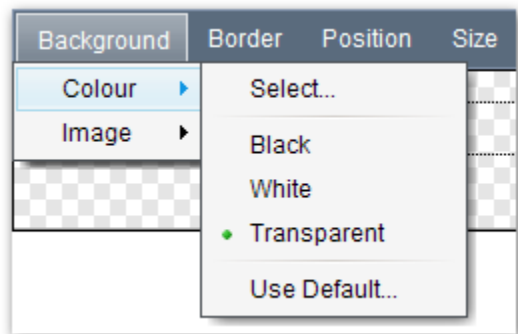 Background Border Position Size
Colour
Image
Select...
Black
White
Transparent
Use Default...